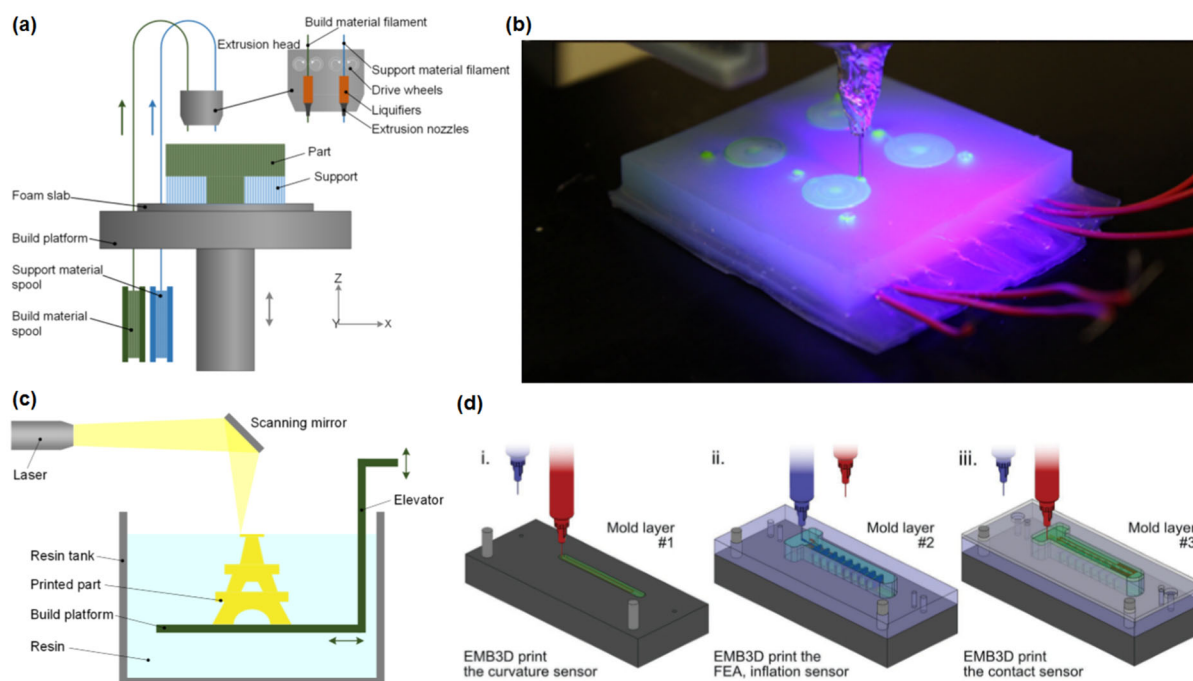 (a)
Build material filament
Extrusion head
Support material filament
Drive wheels
Liquifiers
Extrusion nozzles
Part
Support
Foam slab
Build platform
Support material
spool
Build material
spool
Z
Y
X
(b)
(c)
Scanning mirror
Laser
Elevator
Resin tank
Printed part
Build platform
Resin
(d)
i.
Mold layer
#1
EMB3D print
the curvature sensor
ii.
Mold layer
#2
EMB3D print the
FEA, inflation sensor
iii.
Mold layer
#3
EMB3D print
the contact sensor